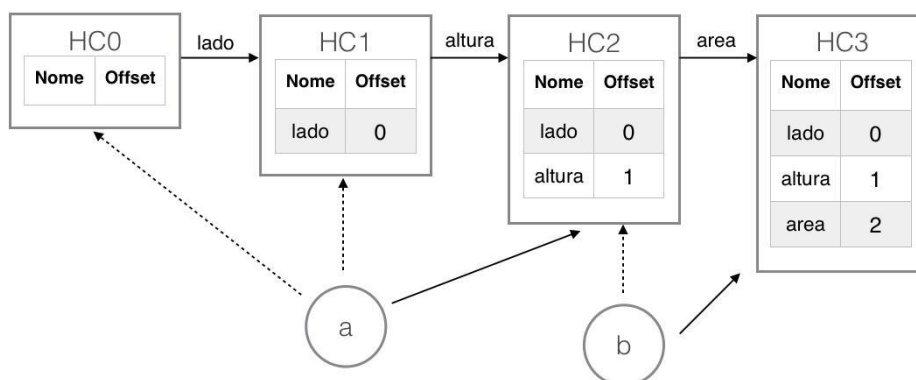 HC0
Nome Offset
lado
HC1
Nome Offset
lado 0
altura
HC2
Nome Offset
lado 0
altura 1
area
HC3
Nome Offset
lado 0
altura 1
area 2
a
b